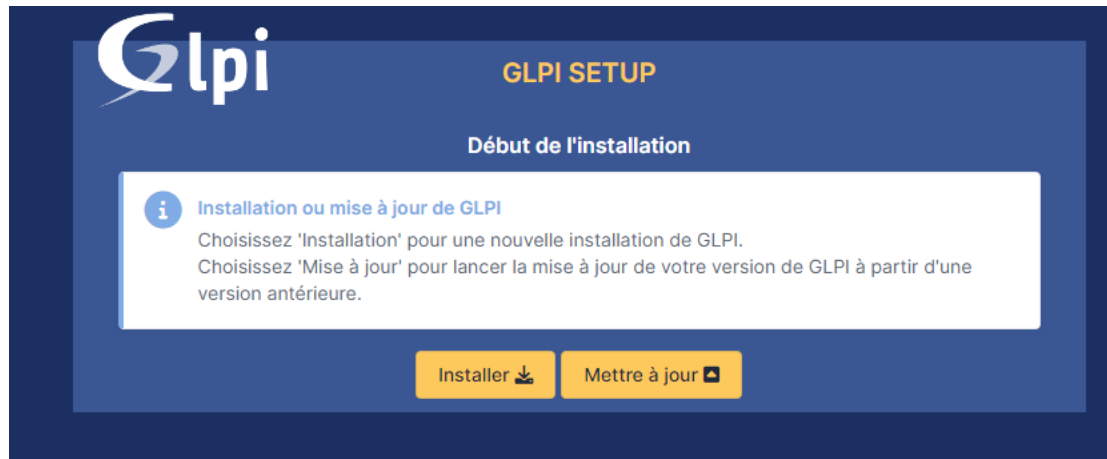 Glpi
GLPI SETUP
Début de l'installation
Installation ou mise à jour de GLPI
Choisissez 'Installation' pour une nouvelle installation de GLPI.
Choisissez 'Mise à jour' pour lancer la mise à jour de votre version de GLPI à partir d'une
version antérieure.
Installer
Mettre à jour